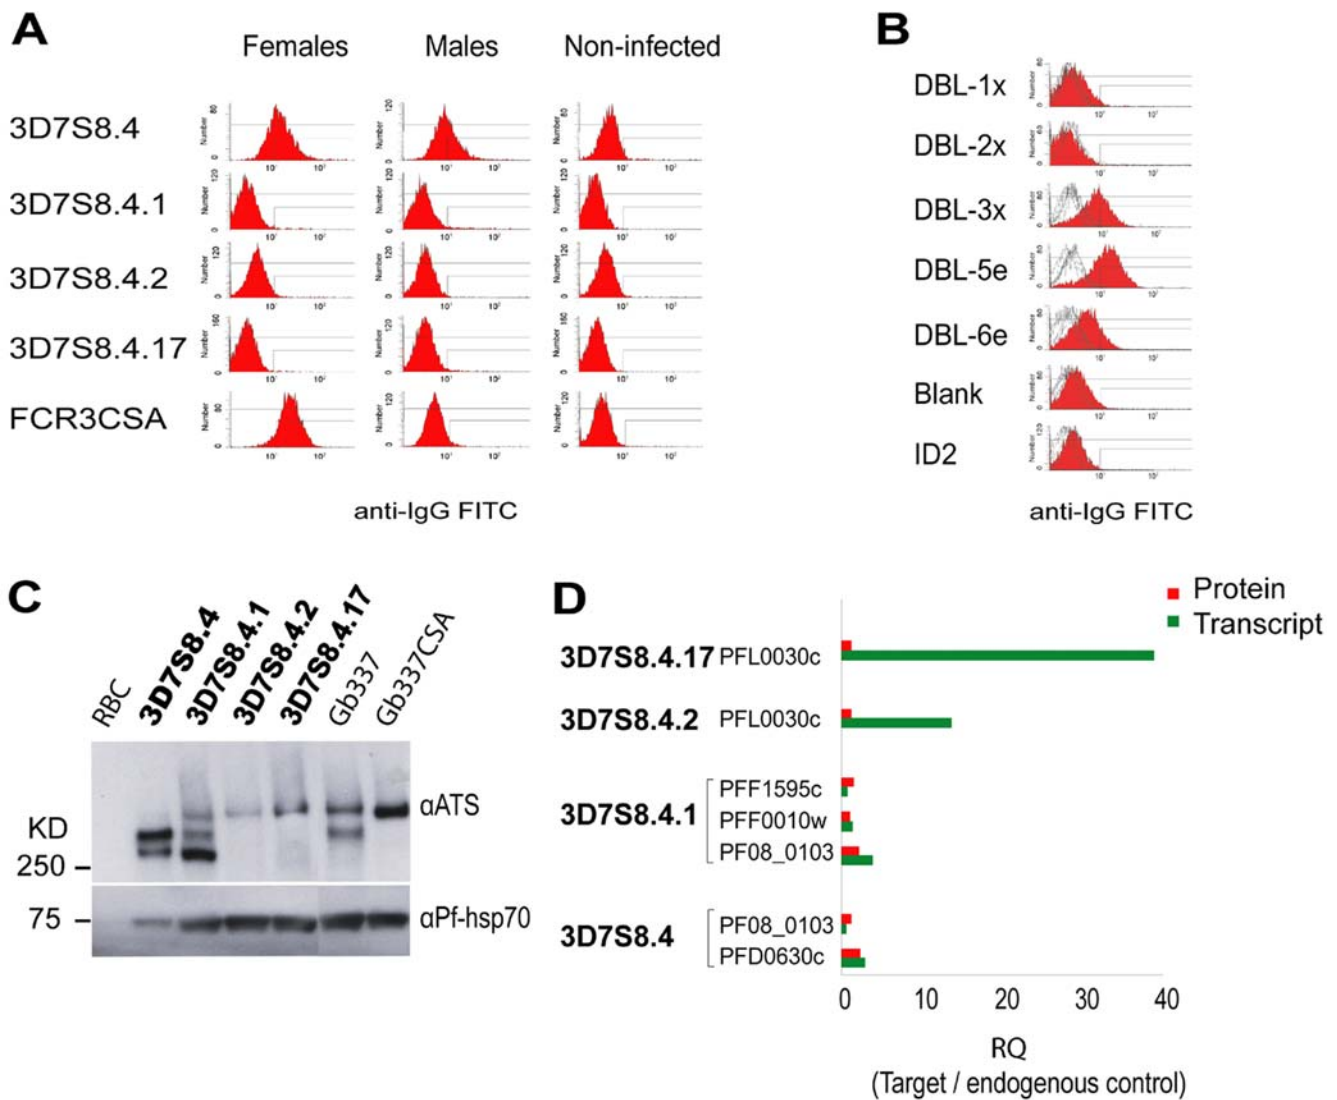 A
Females Males Non-infected
3D7S8.4
3D7S8.4.1
3D7S8.4.2
3D7S8.4.17
FCR3CSA
anti-IgG FITC
B
DBL-1x
DBL-2x
DBL-3x
DBL-5e
DBL-6e
Blank
ID2
anti-IgG FITC
C
RBC
3D7S8.4
3D7S8.4.1
3D7S8.4.2
3D7S8.4.17
Gb337
Gb337CSA
KD
250
75
αATS
αPf-hsp70
D
Protein
Transcript
3D7S8.4.17 PFL0030c
3D7S8.4.2 PFL0030c
3D7S8.4.1
PFF1595c
PFF0010w
PF08_0103
3D7S8.4
PF08_0103
PFD0630c
0 10 20 30 40
RQ
(Target / endogenous control)